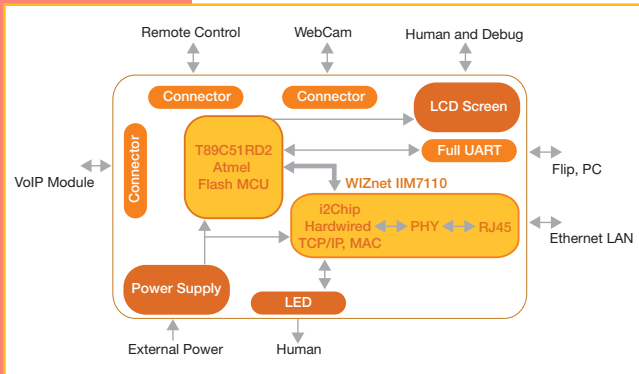 Remote Control
WebCam
Human and Debug
Connector
Connector
LCD Screen
Connector
T89C51RD2
Atmel
Flash MCU
Full UART
VoIP Module
Flip, PC
WIZnet IIM7110
i2Chip
Hardwired
TCP/IP, MAC
PHY
RJ45
Ethernet LAN
Power Supply
LED
External Power
Human